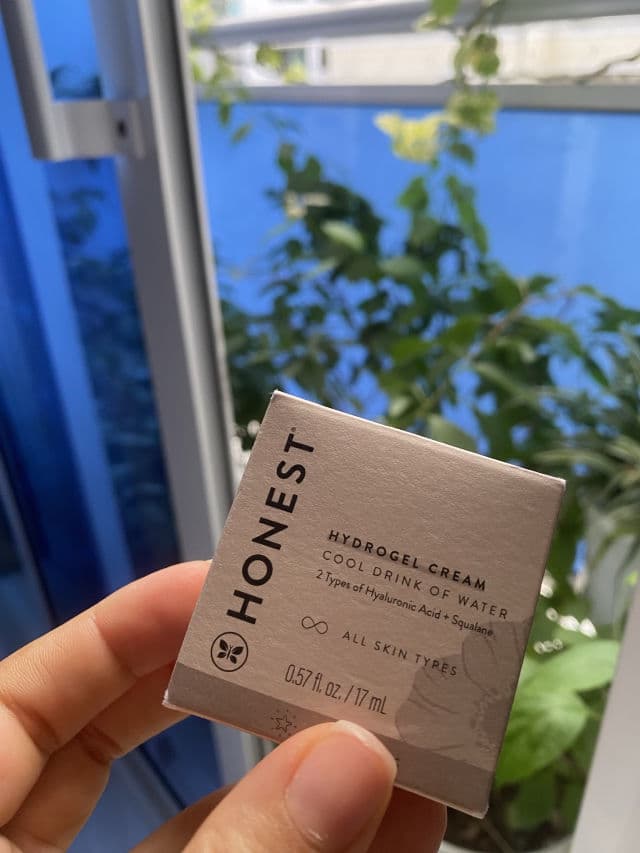 HONEST®
HYDROGEL CREAM
COOL DRINK OF WATER
2 Types of Hyaluronic Acid + Squalane
ALL SKIN TYPES
0.57 fl. oz. / 17 mL